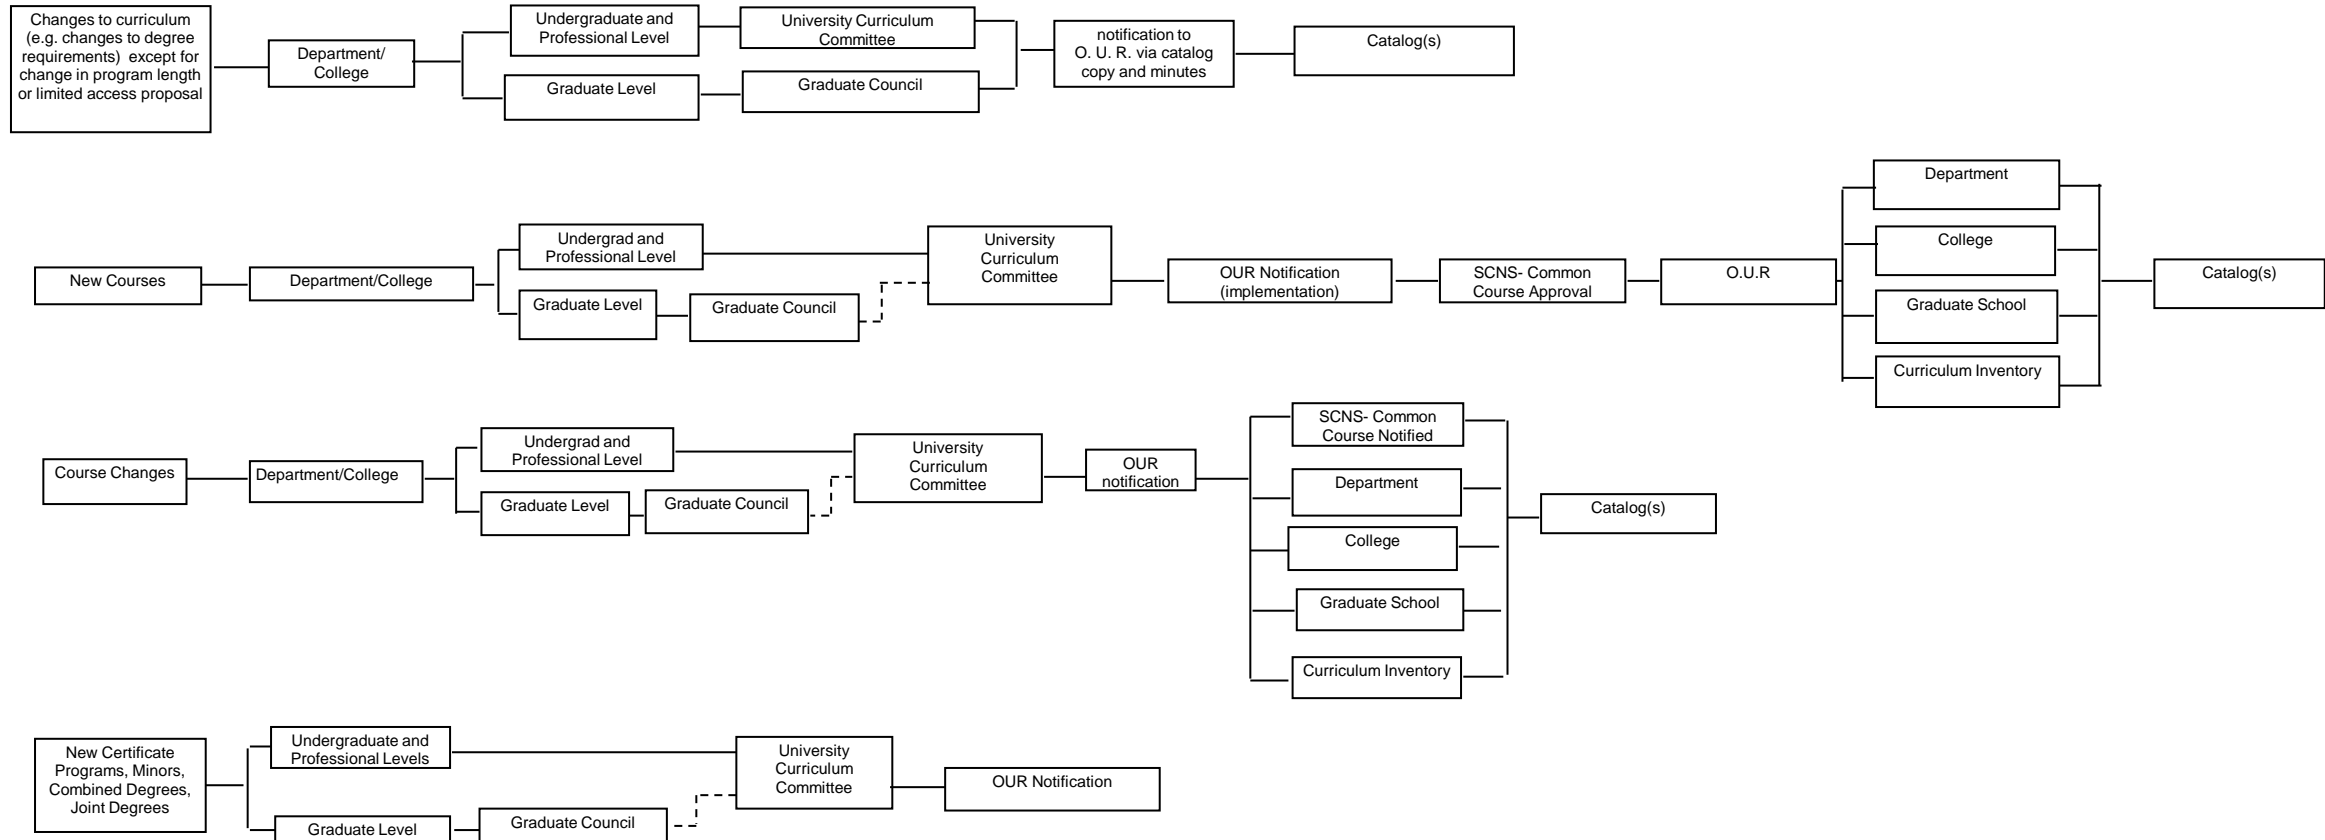 Changes to curriculum
(e.g. changes to degree
requirements) except for
change in program length
or limited access proposal
Department/
College
Undergraduate and
Professional Level
University Curriculum
Committee
Graduate Level
Graduate Council
notification to
O. U. R. via catalog
copy and minutes
Catalog(s)
New Courses
Department/College
Undergrad and
Professional Level
Graduate Level
Graduate Council
University
Curriculum
Committee
OUR Notification
(implementation)
SCNS- Common
Course Approval
O.U.R
Department
College
Graduate School
Curriculum Inventory
Catalog(s)
Course Changes
Department/College
Undergrad and
Professional Level
Graduate Level
Graduate Council
University
Curriculum
Committee
OUR
notification
SCNS- Common
Course Notified
Department
College
Graduate School
Curriculum Inventory
Catalog(s)
New Certificate
Programs, Minors,
Combined Degrees,
Joint Degrees
Undergraduate and
Professional Levels
Graduate Level
Graduate Council
University
Curriculum
Committee
OUR Notification